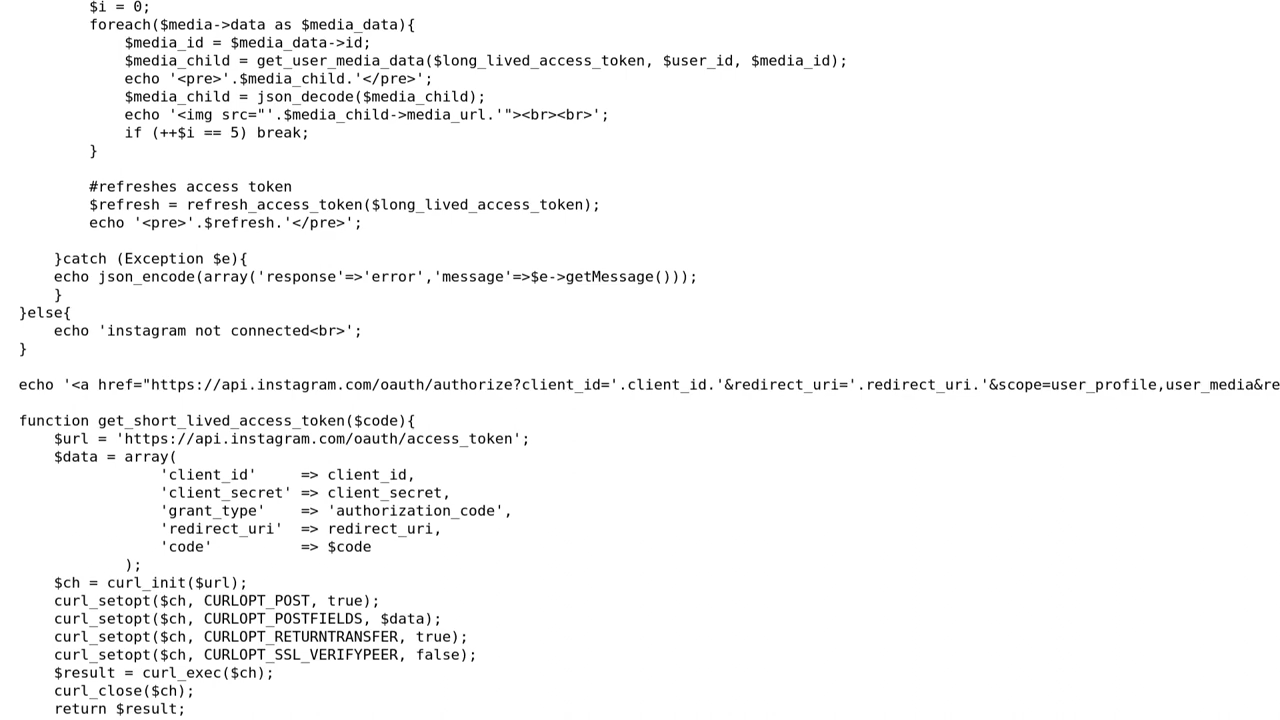 $i = 0;
foreach($media->data as $media_data){
$media_id = $media_data->id;
$media_child = get_user_media_data($long_lived_access_token, $user_id, $media_id);
echo '<pre>'.$media_child.'</pre>';
$media_child = json_decode($media_child);
echo '<img src="'.$media_child->media_url.'"><br><br>';
if (++$i == 5) break;
}
#refreshes access token
$refresh = refresh_access_token($long_lived_access_token);
echo '<pre>'.$refresh.'</pre>';
}catch (Exception $e){
echo json_encode(array('response'=>'error','message'=>$e->getMessage()));
}
}else{
echo 'instagram not connected<br>';
}
echo '<a href="https://api.instagram.com/oauth/authorize?client_id='.client_id.'&redirect_uri='.redirect_uri.'&scope=user_profile,user_media&re
function get_short_lived_access_token($code){
$url = 'https://api.instagram.com/oauth/access_token';
$data = array(
'client_id' => client_id,
'client_secret' => client_secret,
'grant_type' => 'authorization_code',
'redirect_uri' => redirect_uri,
'code' => $code
);
$ch = curl_init($url);
curl_setopt($ch, CURLOPT_POST, true);
curl_setopt($ch, CURLOPT_POSTFIELDS, $data);
curl_setopt($ch, CURLOPT_RETURNTRANSFER, true);
curl_setopt($ch, CURLOPT_SSL_VERIFYPEER, false);
$result = curl_exec($ch);
curl_close($ch);
return $result;